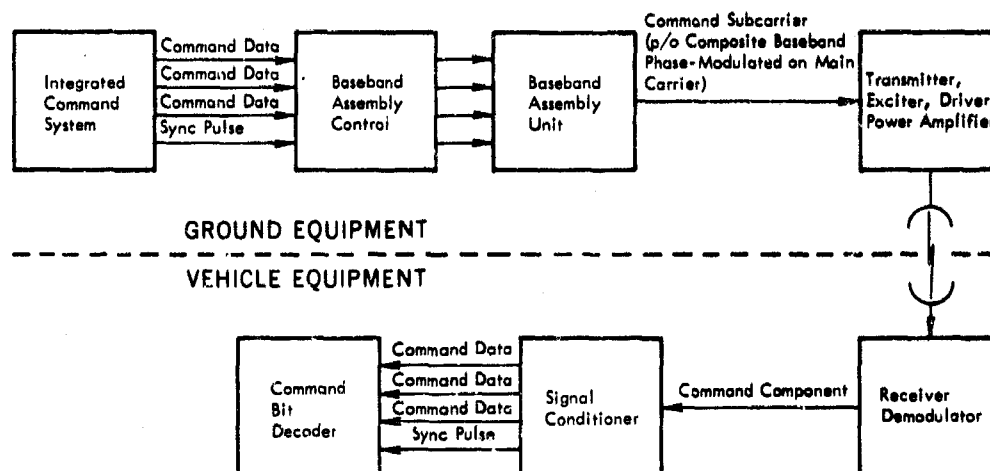 Integrated
Command
System
Command Data
Command Data
Command Data
Sync Pulse
Baseband
Assembly
Control
Baseband
Assembly
Unit
Command Subcarrier
(p/o Composite Baseband
Phase-Modulated on Main
Carrier)
Transmitter,
Exciter, Driver
Power Amplifier
GROUND EQUIPMENT
VEHICLE EQUIPMENT
Command
Bit
Decoder
Command Data
Command Data
Command Data
Sync Pulse
Signal
Conditioner
Command Component
Receiver
Demodulator